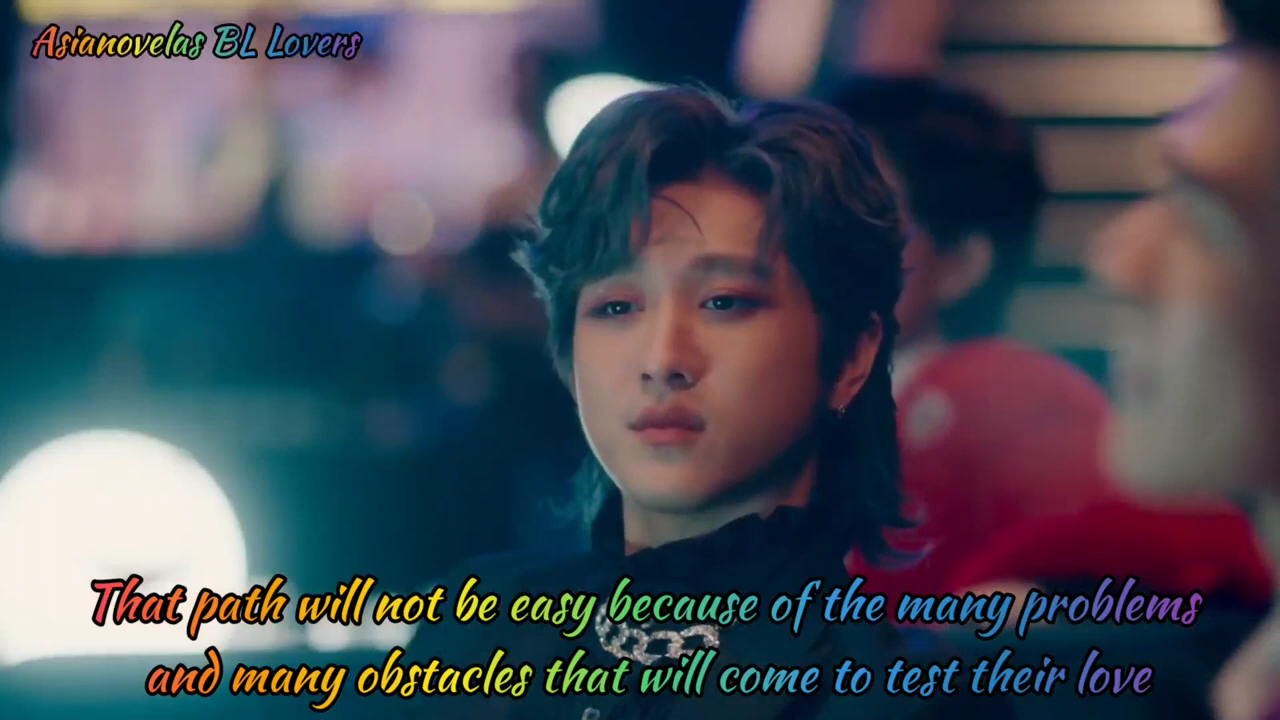 Asianovelas BL Lovers
That path will not be easy because of the many problems
and many obstacles that will come to test their love